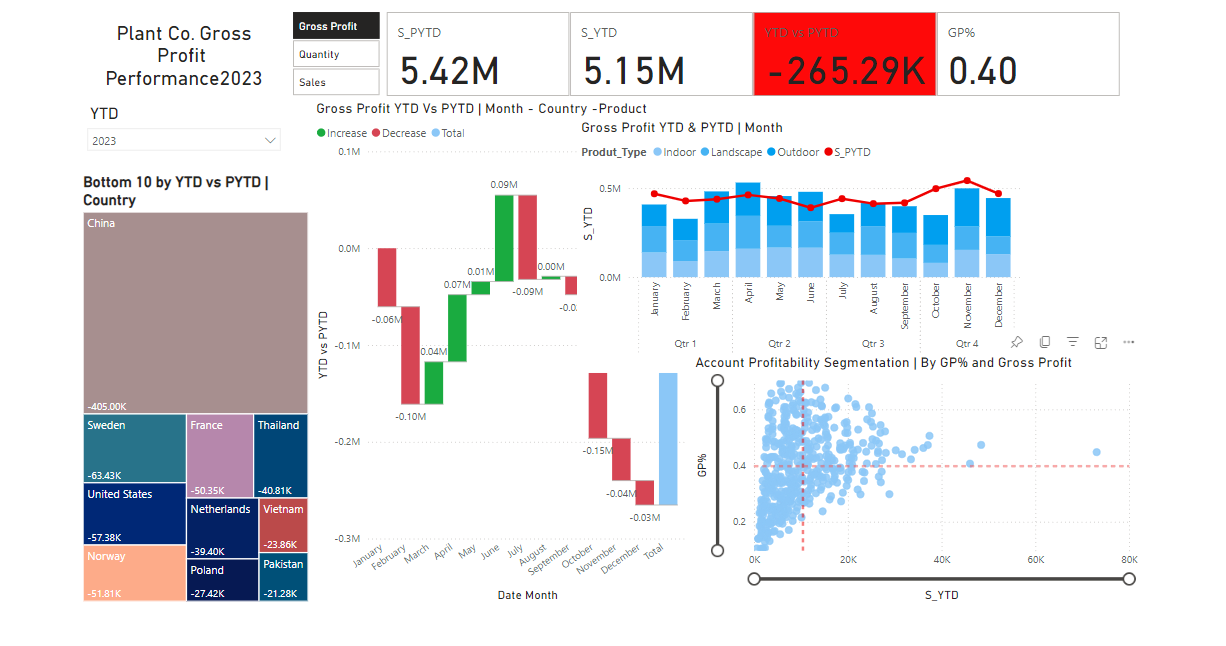 Plant Co. Gross
Profit
Performance2023
Gross Profit
Quantity
Sales
S_PYTD
5.42M
S_YTD
5.15M
YTD vs PYTD
-265.29K
GP%
0.40
YTD
2023
Bottom 10 by YTD vs PYTD |
Country
China
-405.00K
Sweden
-63.43K
France
-50.35K
Thailand
-40.81K
United States
-57.38K
Netherlands
-39.40K
Vietnam
-23.86K
Norway
-51.81K
Poland
-27.42K
Pakistan
-21.28K
Gross Profit YTD Vs PYTD | Month - Country -Product
Increase Decrease Total
0.1M
0.0M
-0.1M
-0.2M
-0.3M
YTD vs PYTD
-0.06M
-0.10M
0.04M
0.07M
0.01M
0.09M
-0.09M
0.00M
-0.0
-0.15M
-0.04M
-0.03M
January
February
March
April
May
June
July
August
September
October
November
December
Total
Date Month
Gross Profit YTD & PYTD | Month
Produt_Type Indoor Landscape Outdoor S_PYTD
0.5M
0.0M
S_YTD
January
February
March
April
May
June
July
August
September
October
November
December
Qtr 1
Qtr 2
Qtr 3
Qtr 4
Account Profitability Segmentation | By GP% and Gross Profit
GP%
0.6
0.4
0.2
0K
20K
40K
60K
80K
S_YTD